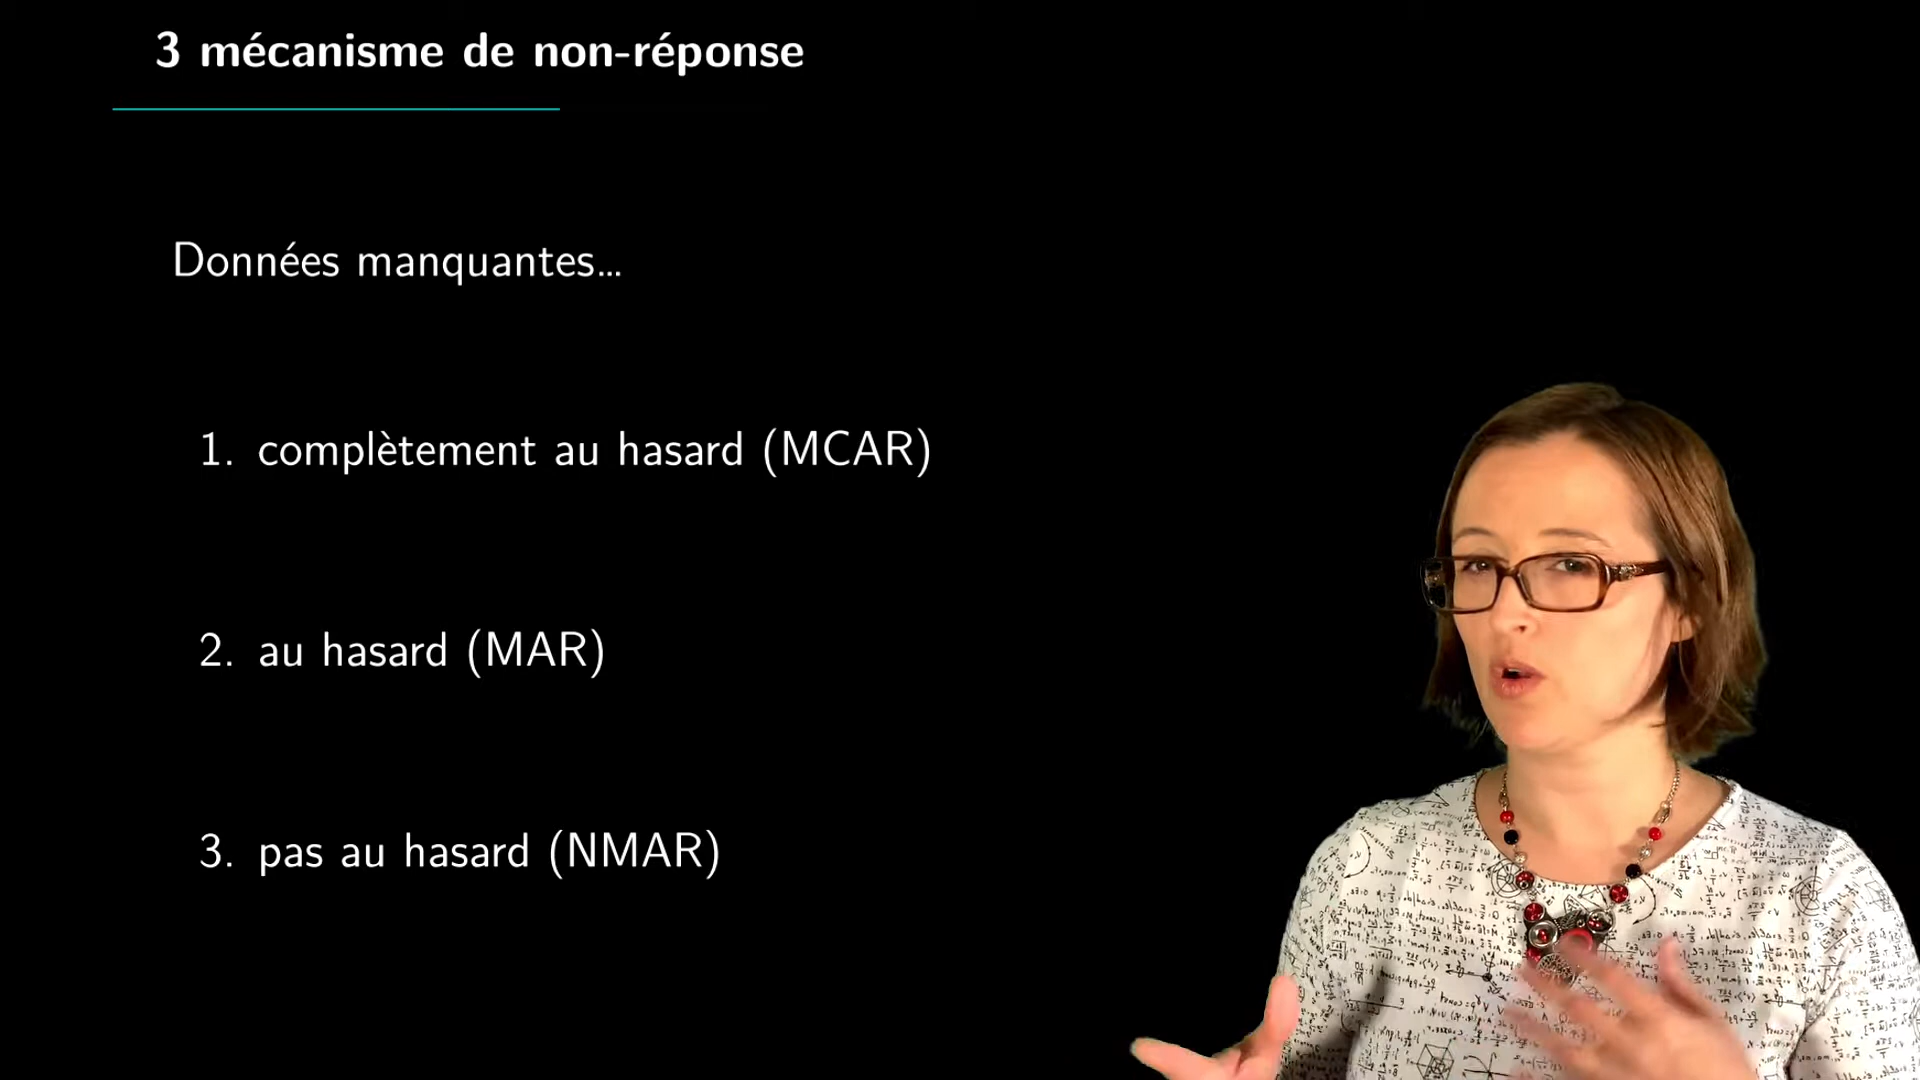 3 mécanisme de non-réponse
Données manquantes...
1. complètement au hasard (MCAR)
2. au hasard (MAR)
3. pas au hasard (NMAR)